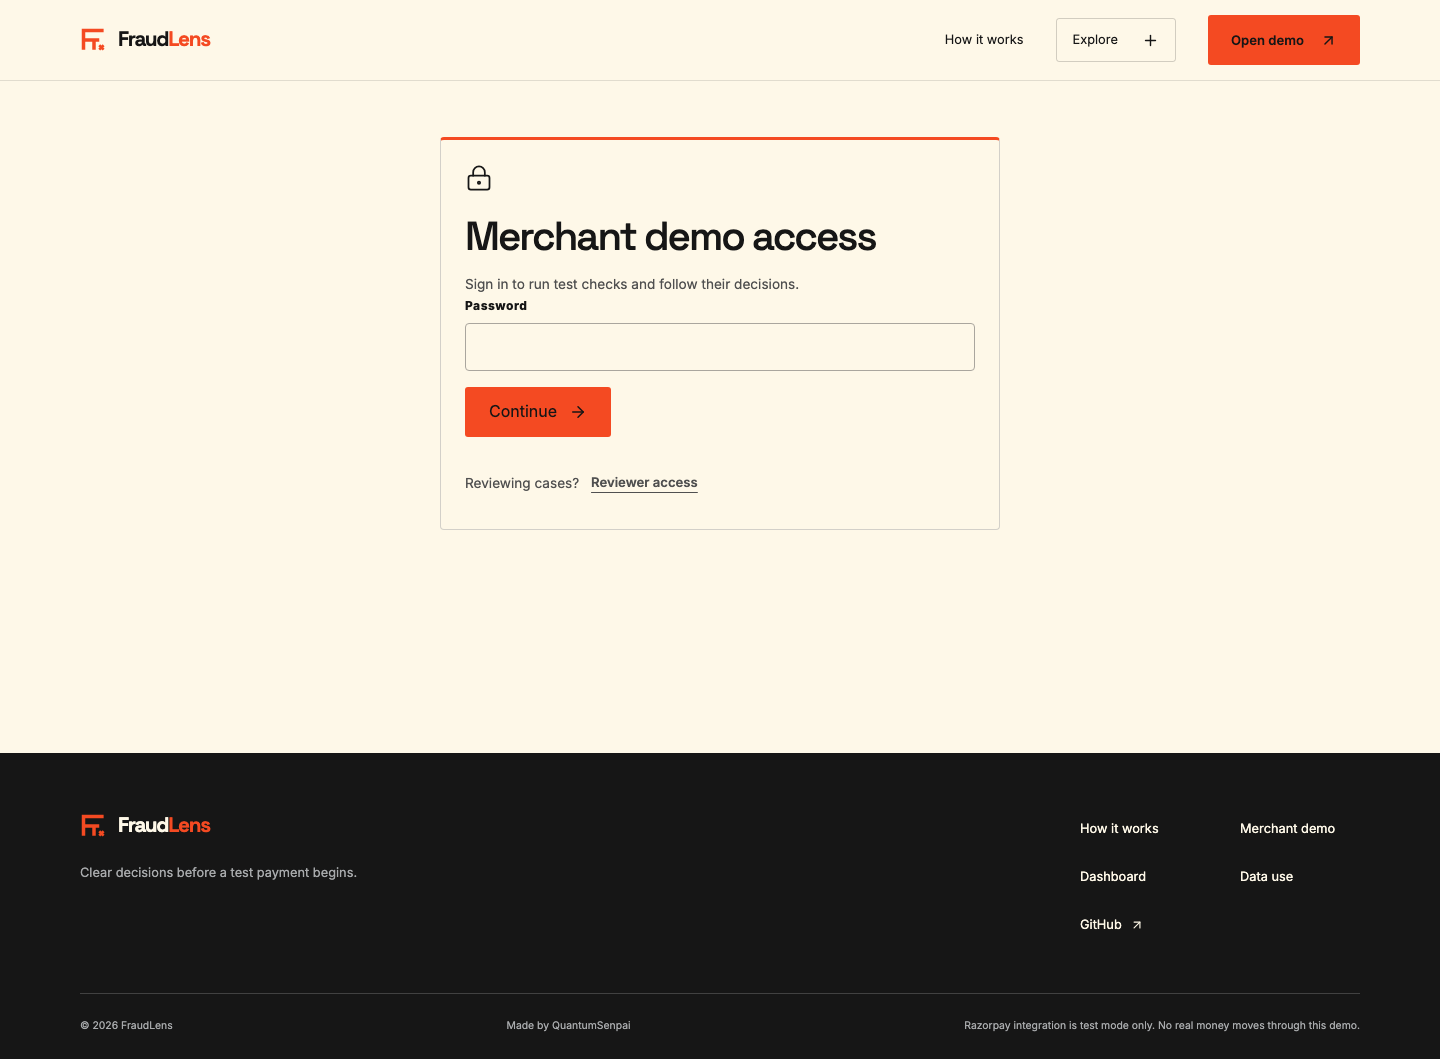 FraudLens
How it works
Explore
Open demo
Merchant demo access
Sign in to run test checks and follow their decisions.
Password
Continue
Reviewing cases? Reviewer access
FraudLens
Clear decisions before a test payment begins.
How it works
Merchant demo
Dashboard
Data use
GitHub
© 2026 FraudLens
Made by QuantumSenpai
Razorpay integration is test mode only. No real money moves through this demo.